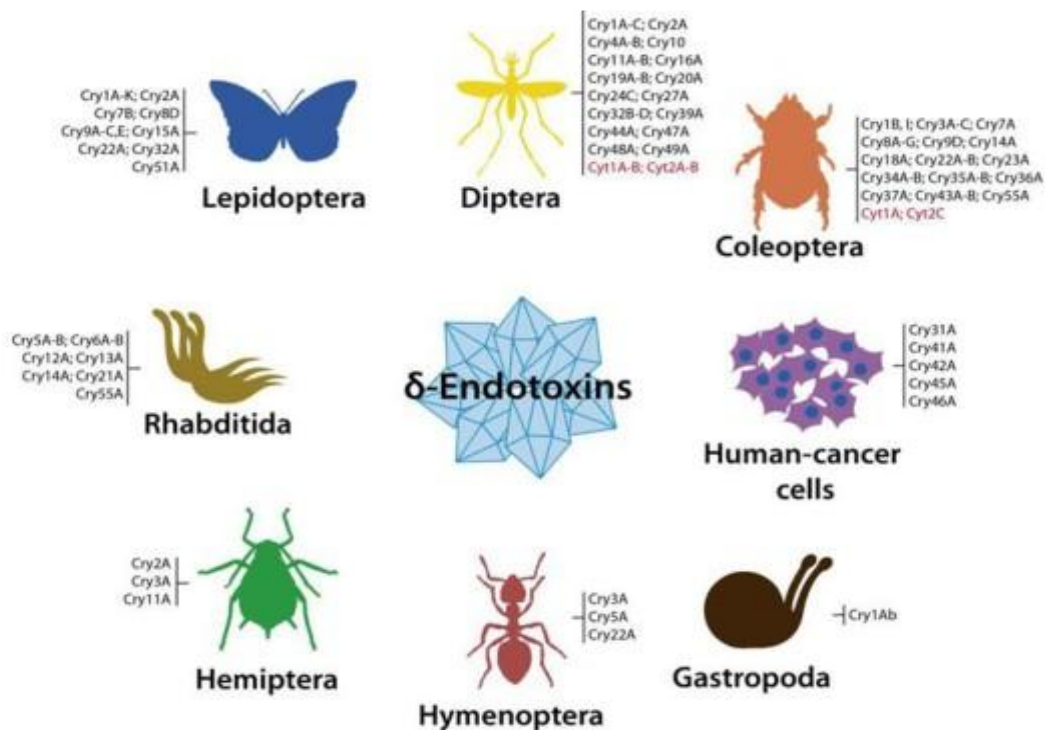 Cry1A-K; Cry2A
Cry7B; Cry8D
Cry9A-C,E; Cry15A
Cry22A; Cry32A
Cry51A
Lepidoptera
Cry1A-C; Cry2A
Cry4A-B; Cry10
Cry11A-B; Cry16A
Cry19A-B; Cry20A
Cry24C; Cry27A
Cry32B-D; Cry39A
Cry44A; Cry47A
Cry48A; Cry49A
Cyt1A-B; Cyt2A-B
Diptera
Cry1B, I; Cry3A-C; Cry7A
Cry8A-G; Cry9D; Cry14A
Cry18A; Cry22A-B; Cry23A
Cry34A-B; Cry35A-B; Cry36A
Cry37A; Cry43A-B; Cry55A
Cyt1A; Cyt2C
Coleoptera
Cry5A-B; Cry6A-B
Cry12A; Cry13A
Cry14A; Cry21A
Cry55A
Rhabditida
δ-Endotoxins
Cry31A
Cry41A
Cry42A
Cry45A
Cry46A
Human-cancer
cells
Cry2A
Cry3A
Cry11A
Hemiptera
Cry3A
Cry5A
Cry22A
Hymenoptera
Cry1Ab
Gastropoda